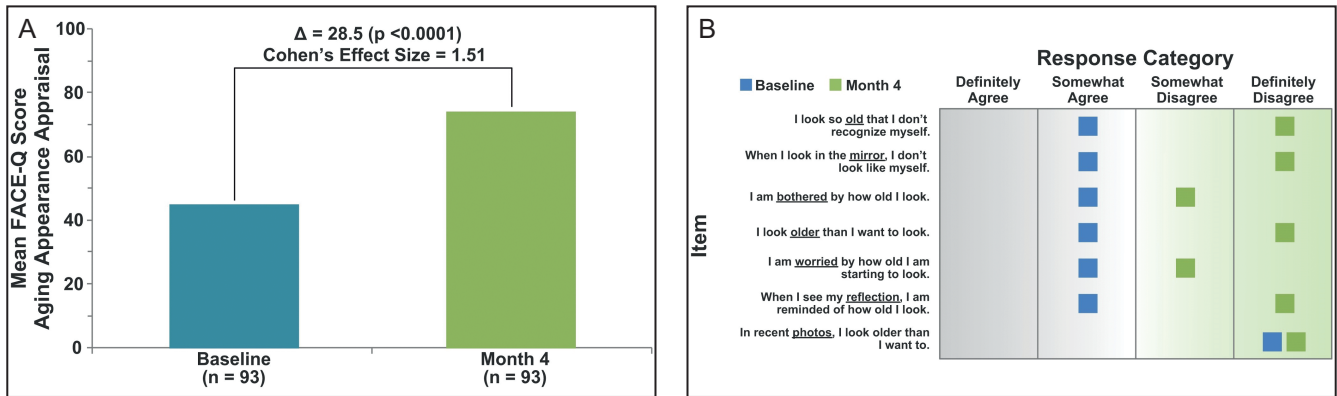 A
Mean FACE-Q Score
Aging Appearance Appraisal
100
80
60
40
20
0
Δ = 28.5 (p <0.0001)
Cohen's Effect Size = 1.51
Baseline
(n = 93)
Month 4
(n = 93)
B
Response Category
Baseline
Month 4
Definitely
Agree
Somewhat
Agree
Somewhat
Disagree
Definitely
Disagree
Item
I look so old that I don't
recognize myself.
When I look in the mirror, I don't
look like myself.
I am bothered by how old I look.
I look older than I want to look.
I am worried by how old I am
starting to look.
When I see my reflection, I am
reminded of how old I look.
In recent photos, I look older than
I want to.